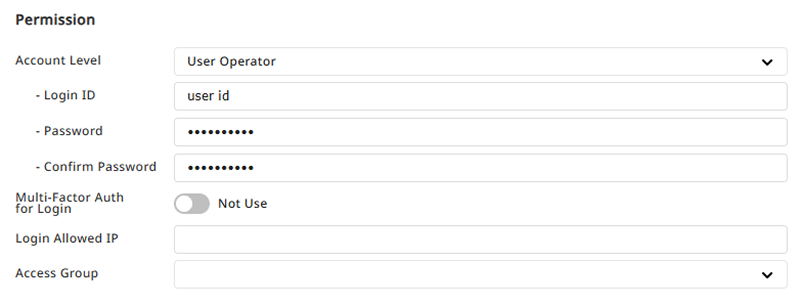 Permission
Account Level
User Operator
- Login ID
user id
- Password
••••••••••
- Confirm Password
••••••••••
Multi-Factor Auth
for Login
Not Use
Login Allowed IP
Access Group